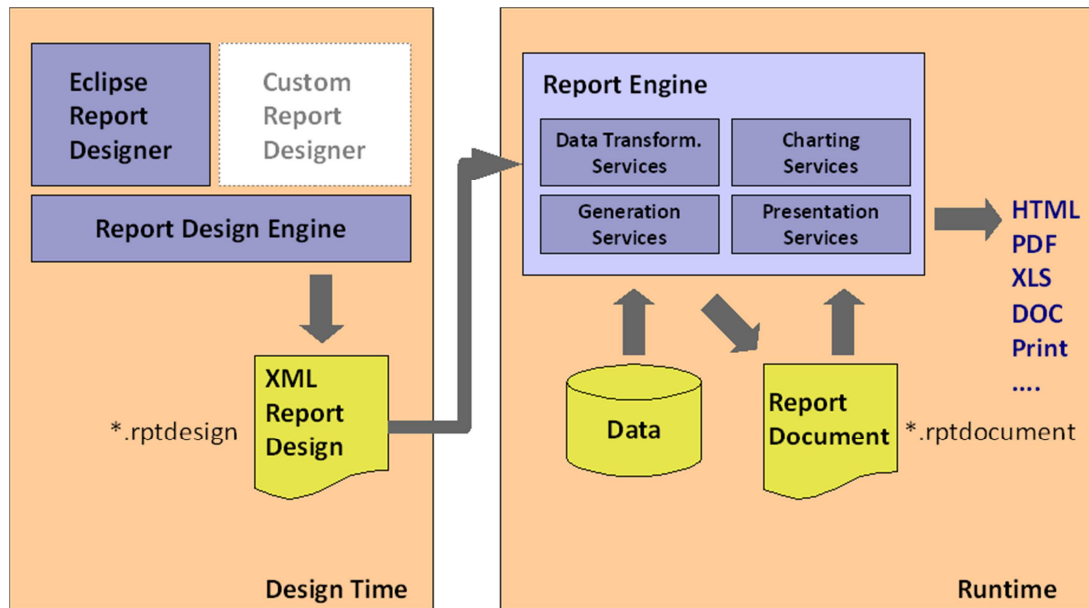 Eclipse
Report
Designer
Custom
Report
Designer
Report Design Engine
XML
Report
Design
*.rptdesign
Design Time
Report Engine
Data Transform.
Services
Charting
Services
Generation
Services
Presentation
Services
HTML
PDF
XLS
DOC
Print
....
Data
Report
Document
*.rptdocument
Runtime